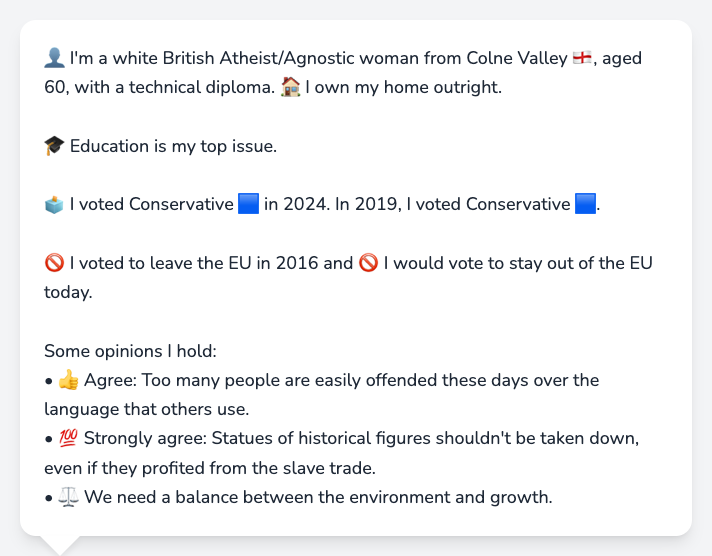 👤 I'm a white British Atheist/Agnostic woman from Colne Valley 🏴󠁧󠁢󠁥󠁮󠁧󠁿, aged
60, with a technical diploma. 🏠 I own my home outright.
🎓 Education is my top issue.
🗳️ I voted Conservative 🟦 in 2024. In 2019, I voted Conservative 🟦.
🚫 I voted to leave the EU in 2016 and 🚫 I would vote to stay out of the EU
today.
Some opinions I hold:
• 👍 Agree: Too many people are easily offended these days over the
language that others use.
• 💯 Strongly agree: Statues of historical figures shouldn't be taken down,
even if they profited from the slave trade.
• ⚖️ We need a balance between the environment and growth.